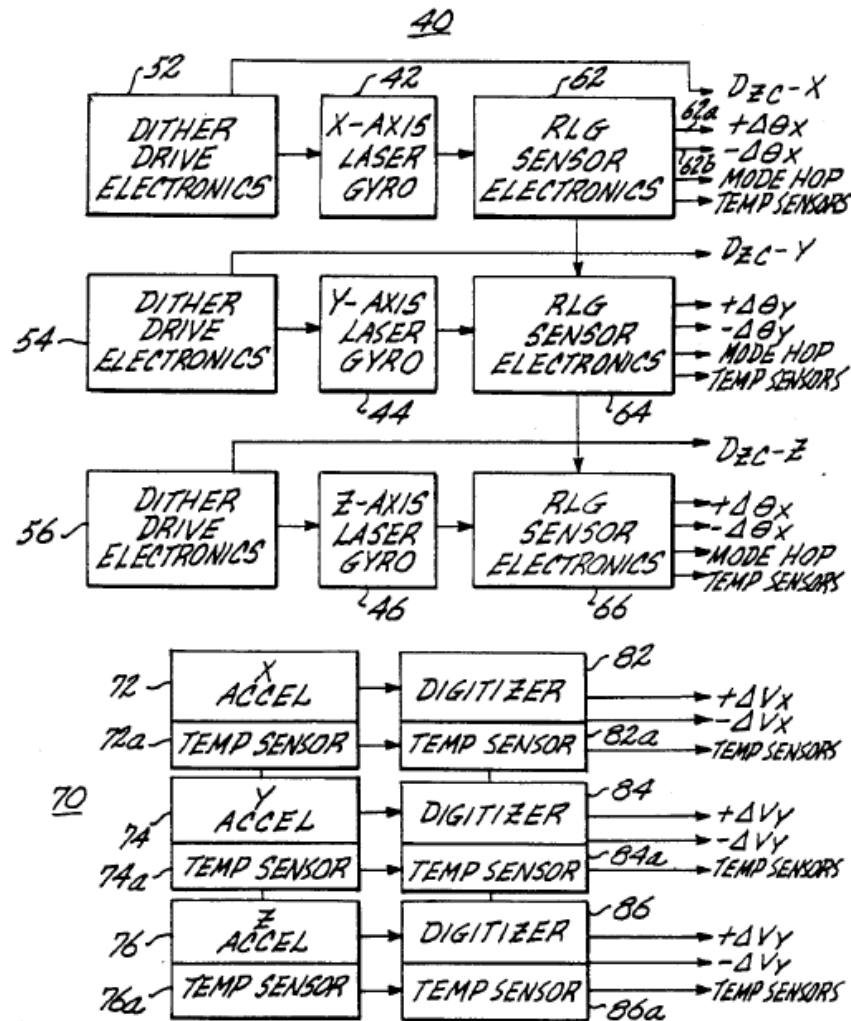 40
52
42
62
DITHER
DRIVE
ELECTRONICS
X-AXIS
LASER
GYRO
RLG
SENSOR
ELECTRONICS
62a
62b
DZC-X
+ΔθX
-ΔθX
MODE HOP
TEMP SENSORS
DZC-Y
54
DITHER
DRIVE
ELECTRONICS
Y-AXIS
LASER
GYRO
44
RLG
SENSOR
ELECTRONICS
64
+Δθy
-Δθy
MODE HOP
TEMP SENSORS
DZC-Z
56
DITHER
DRIVE
ELECTRONICS
Z-AXIS
LASER
GYRO
46
RLG
SENSOR
ELECTRONICS
66
+Δθx
-Δθx
MODE HOP
TEMP SENSORS
70
72
X
ACCEL
72a
TEMP SENSOR
82
DIGITIZER
TEMP SENSOR
82a
+ΔVX
-ΔVX
TEMP SENSORS
74
Y
ACCEL
74a
TEMP SENSOR
84
DIGITIZER
TEMP SENSOR
84a
+ΔVy
-ΔVy
TEMP SENSORS
76
Z
ACCEL
76a
TEMP SENSOR
86
DIGITIZER
TEMP SENSOR
86a
+ΔVy
-ΔVy
TEMP SENSORS